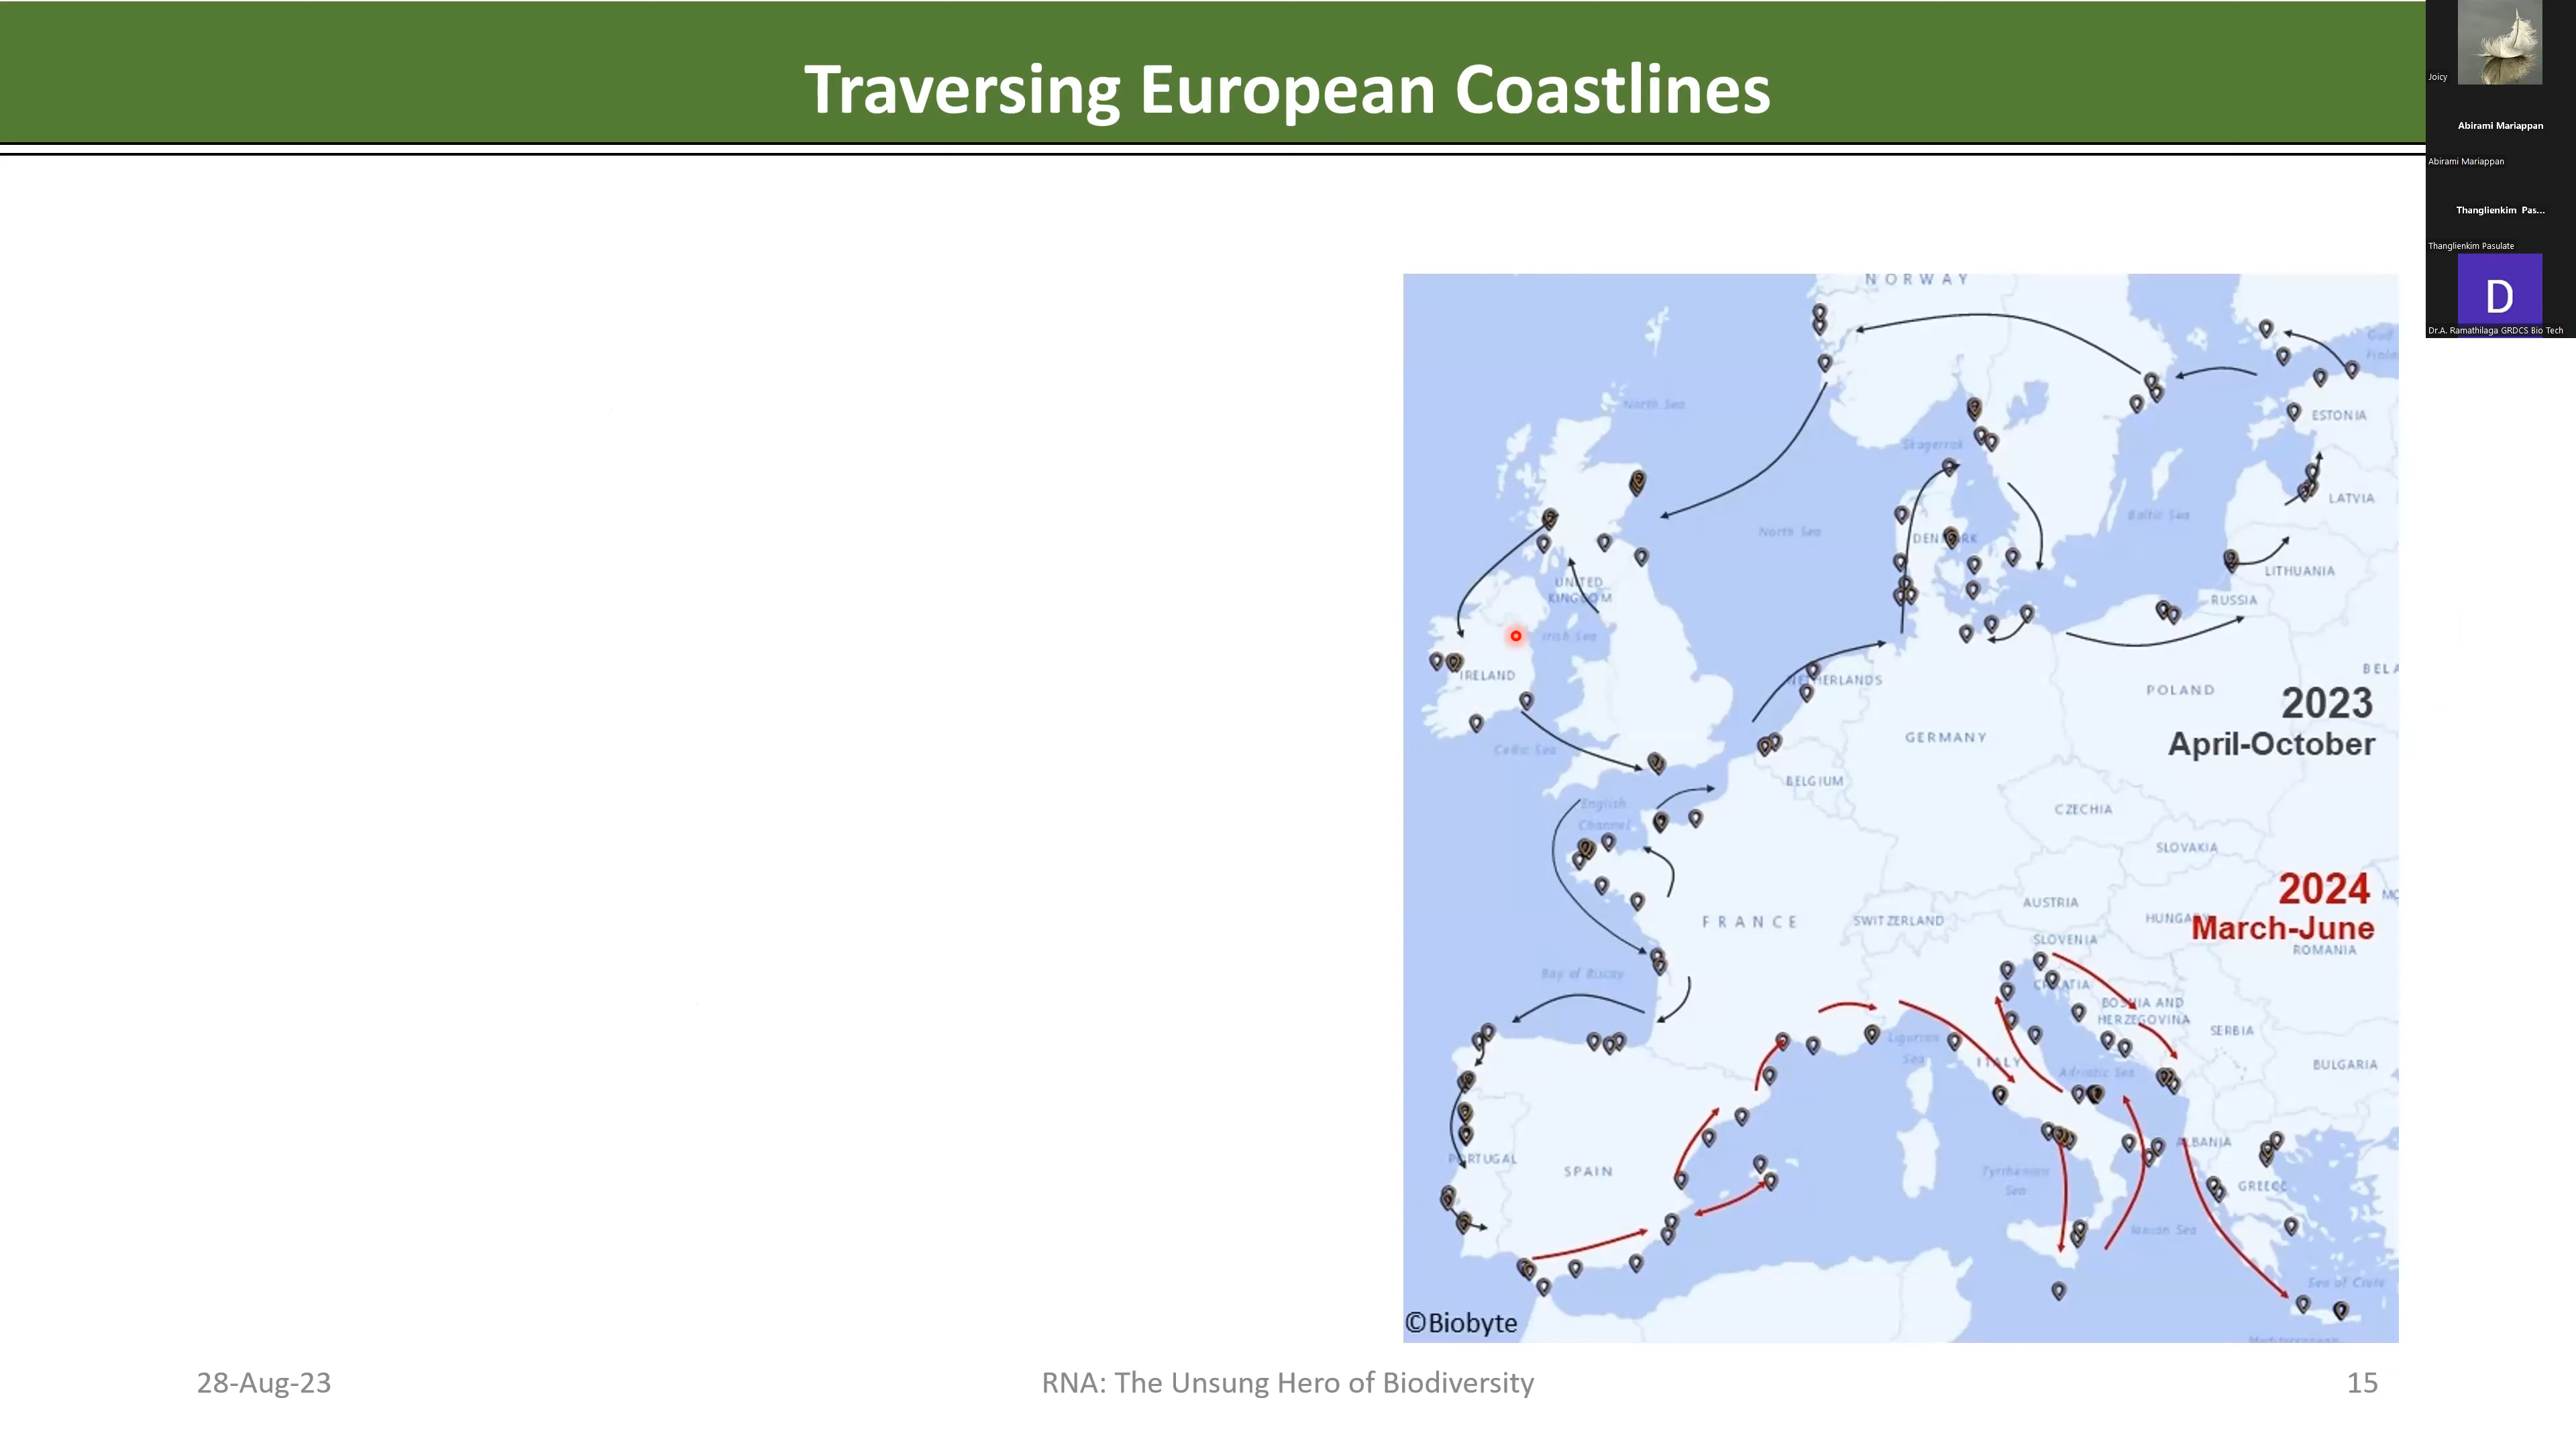 Traversing European Coastlines
Joicy
Abirami Mariappan
Abirami Mariappan
Thanglienkim Pas...
Thanglienkim Pasulate
D
Dr.A. Ramathilaga GRDCS Bio Tech
NORWAY
North Sea
Skagerrak
ESTONIA
LATVIA
North Sea
Baltic Sea
DENMARK
LITHUANIA
UNITED
KINGDOM
RUSSIA
Irish Sea
IRELAND
NETHERLANDS
POLAND
BELA
2023
April-October
Celtic Sea
GERMANY
BELGIUM
English
Channel
CZECHIA
SLOVAKIA
2024
March-June
AUSTRIA
FRANCE
SWITZERLAND
HUNGA
SLOVENIA
ROMANIA
Bay of Biscay
CROATIA
BOSNIA AND
HERZEGOVINA
SERBIA
Ligurian
Sea
ITALY
Adriatic Sea
BULGARIA
PORTUGAL
SPAIN
ALBANIA
Tyrrhenian
Sea
GREECE
Ionian Sea
Sea of Crete
©Biobyte
28-Aug-23
RNA: The Unsung Hero of Biodiversity
15